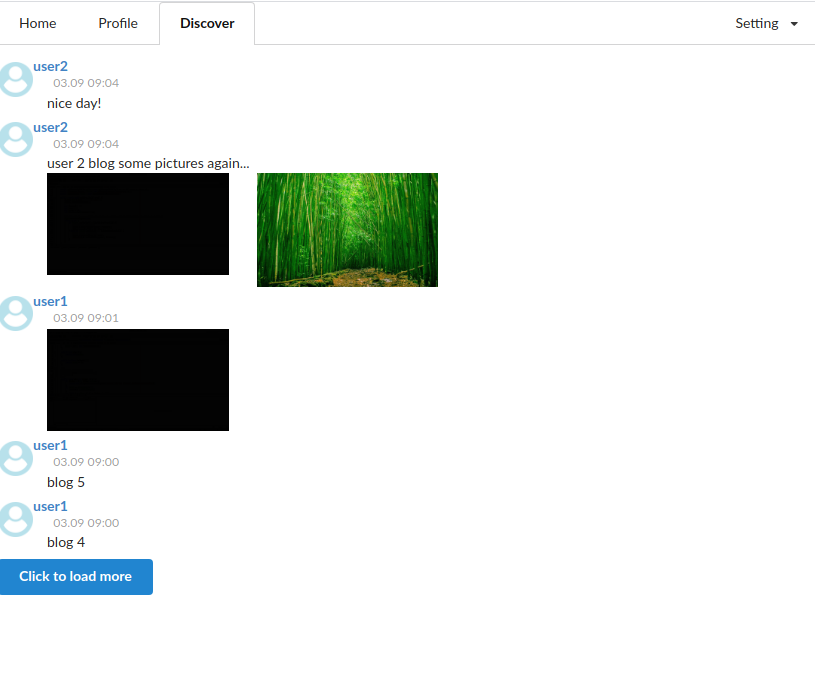 Home Profile Discover Setting
user2
03.09 09:04
nice day!
user2
03.09 09:04
user 2 blog some pictures again...
user1
03.09 09:01
user1
03.09 09:00
blog 5
user1
03.09 09:00
blog 4
Click to load more